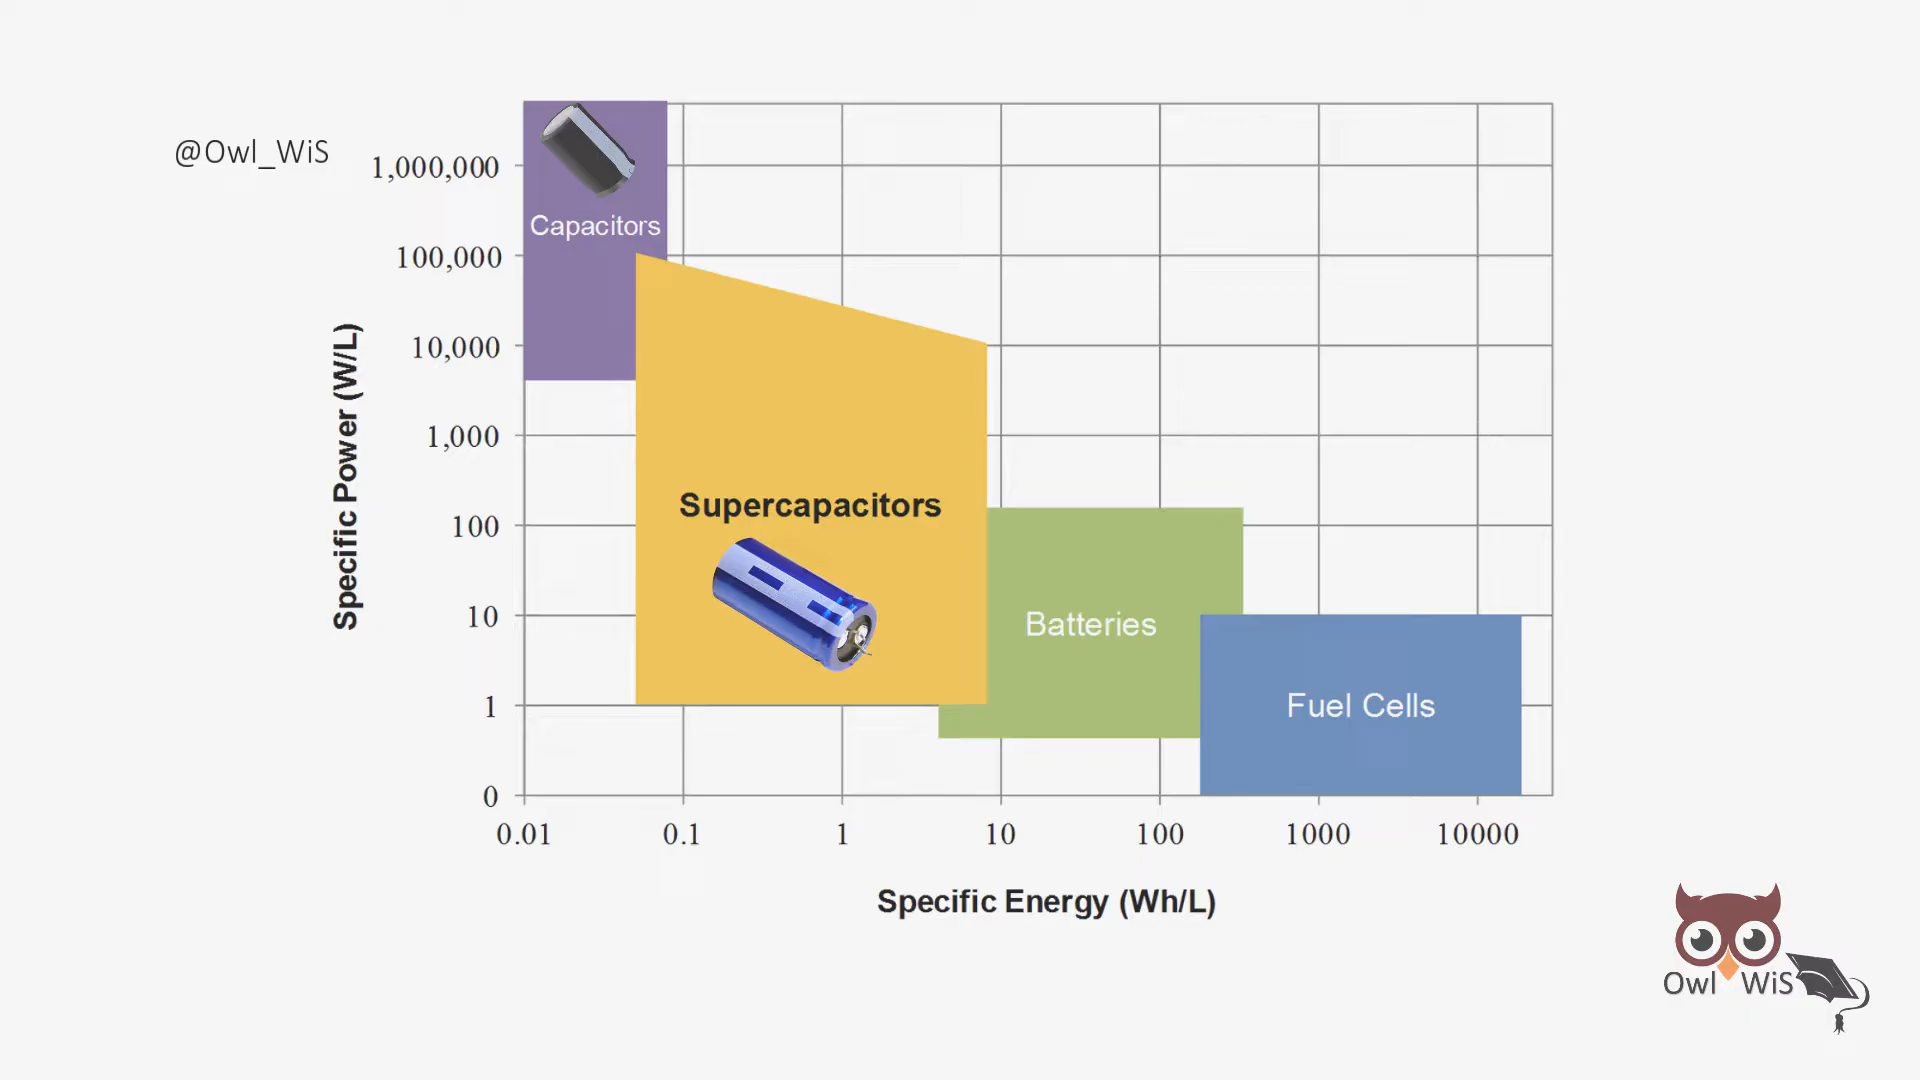 @Owl_WiS
1,000,000
100,000
10,000
1,000
100
10
1
0
Specific Power (W/L)
Capacitors
Supercapacitors
Batteries
Fuel Cells
0.01 0.1 1 10 100 1000 10000
Specific Energy (Wh/L)
Owl WiS